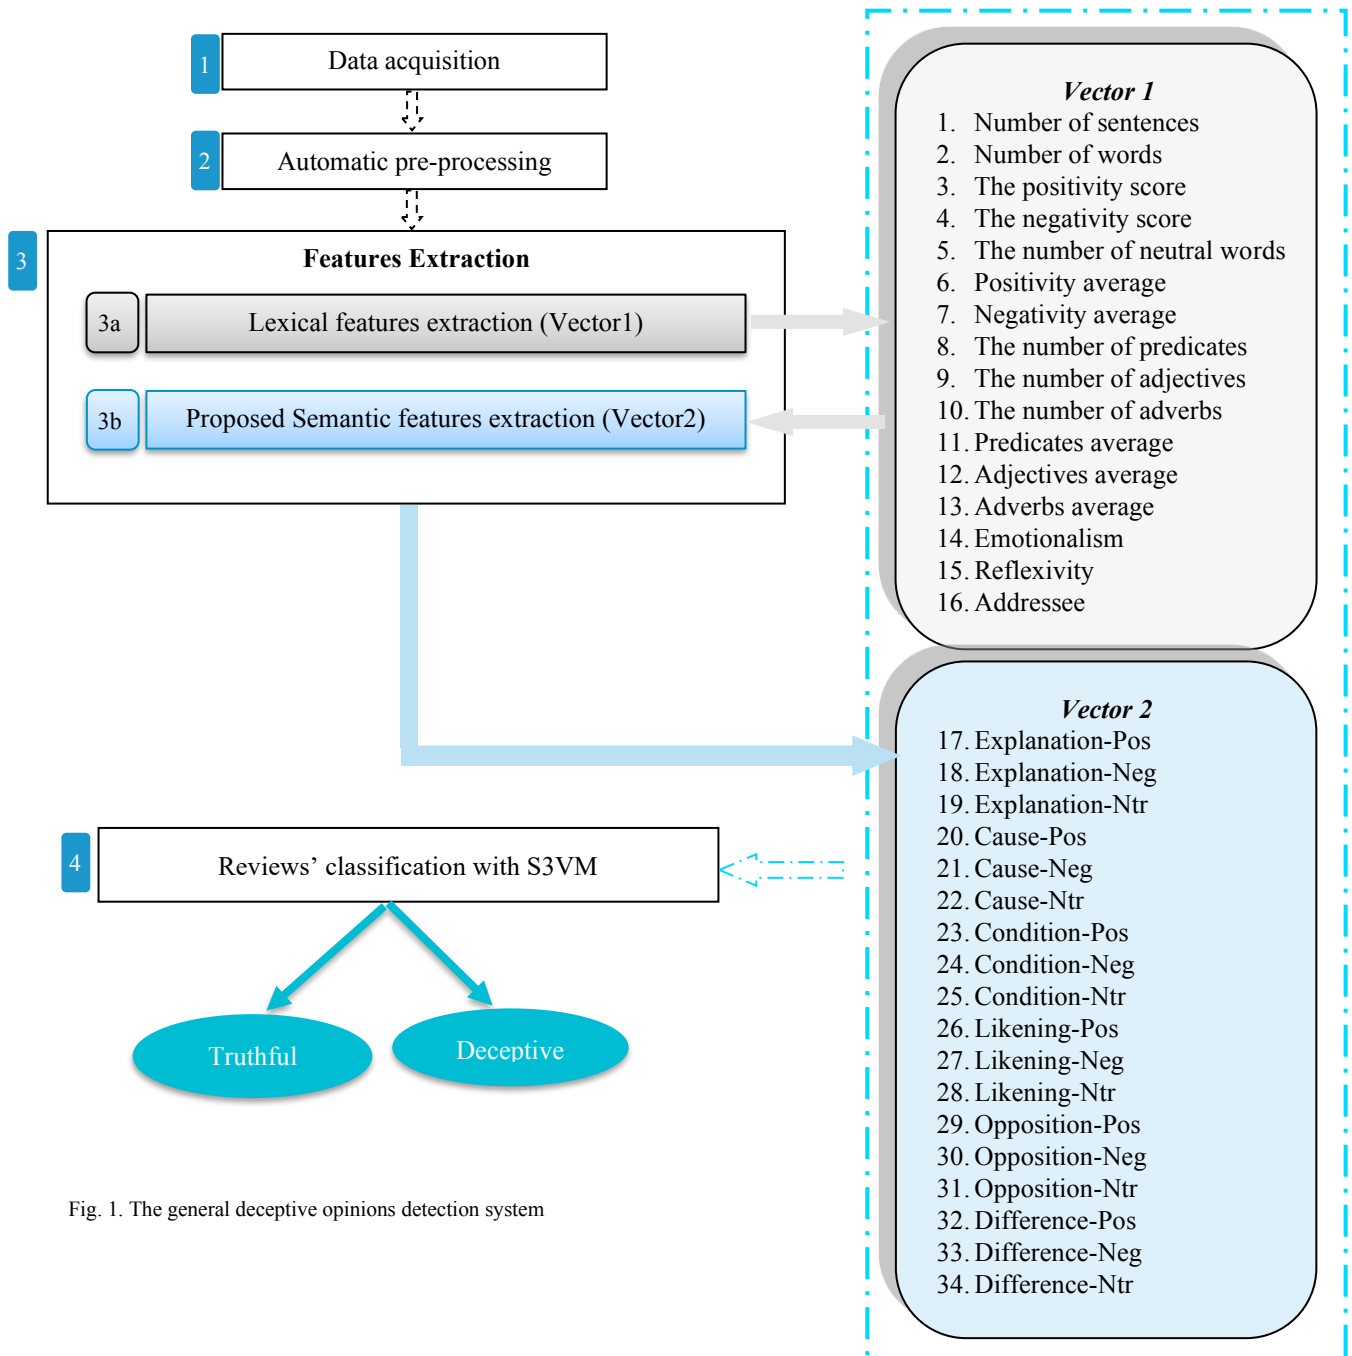 1
Data acquisition
2
Automatic pre-processing
3
Features Extraction
3a
Lexical features extraction (Vector1)
3b
Proposed Semantic features extraction (Vector2)
Vector 1
1. Number of sentences
2. Number of words
3. The positivity score
4. The negativity score
5. The number of neutral words
6. Positivity average
7. Negativity average
8. The number of predicates
9. The number of adjectives
10. The number of adverbs
11. Predicates average
12. Adjectives average
13. Adverbs average
14. Emotionalism
15. Reflexivity
16. Addressee
Vector 2
17. Explanation-Pos
18. Explanation-Neg
19. Explanation-Ntr
20. Cause-Pos
21. Cause-Neg
22. Cause-Ntr
23. Condition-Pos
24. Condition-Neg
25. Condition-Ntr
26. Likening-Pos
27. Likening-Neg
28. Likening-Ntr
29. Opposition-Pos
30. Opposition-Neg
31. Opposition-Ntr
32. Difference-Pos
33. Difference-Neg
34. Difference-Ntr
4
Reviews’ classification with S3VM
Truthful
Deceptive
Fig. 1. The general deceptive opinions detection system